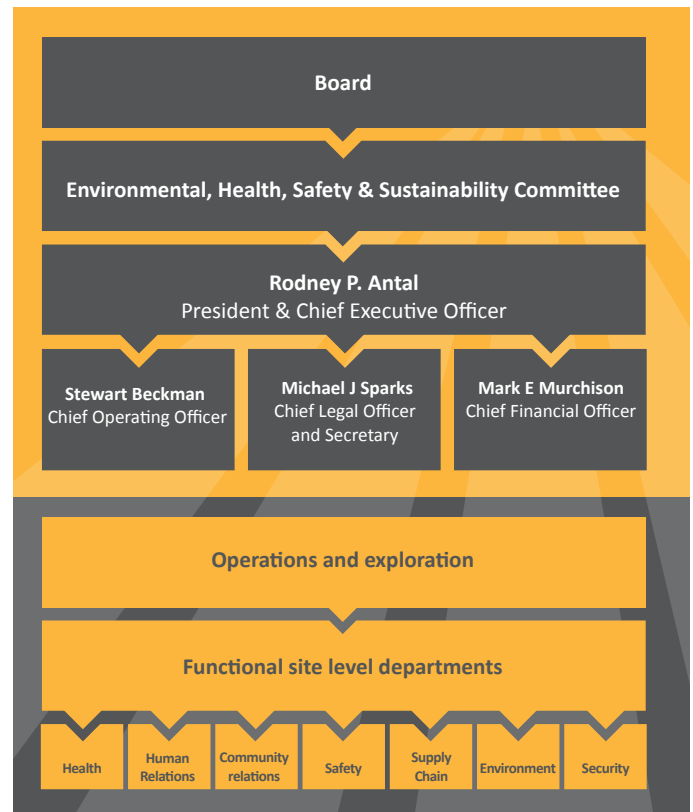 Board
Environmental, Health, Safety & Sustainability Committee
Rodney P. Antal
President & Chief Executive Officer
Stewart Beckman
Chief Operating Officer
Michael J Sparks
Chief Legal Officer
and Secretary
Mark E Murchison
Chief Financial Officer
Operations and exploration
Functional site level departments
Health
Human
Relations
Community
relations
Safety
Supply
Chain
Environment
Security